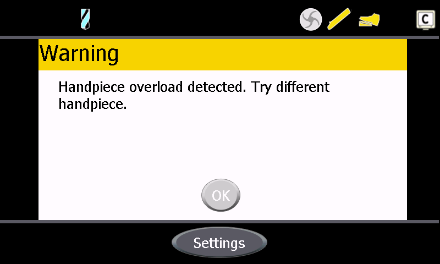 C
Warning
Handpiece overload detected. Try different
handpiece.
OK
Settings